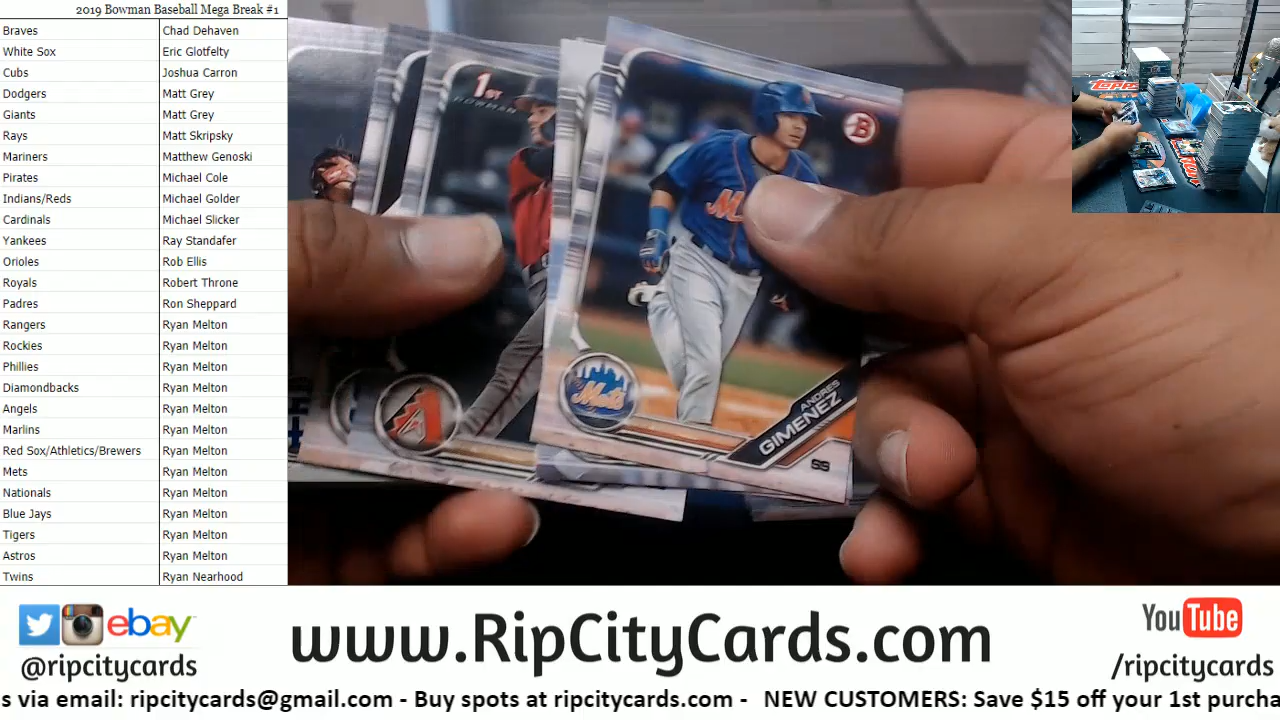 2019 Bowman Baseball Mega Break #1
Braves Chad Dehaven
White Sox Eric Glotfelty
Cubs Joshua Carron
Dodgers Matt Grey
Giants Matt Grey
Rays Matt Skripsky
Mariners Matthew Genoski
Pirates Michael Cole
Indians/Reds Michael Golder
Cardinals Michael Slicker
Yankees Ray Standafer
Orioles Rob Ellis
Royals Robert Throne
Padres Ron Sheppard
Rangers Ryan Melton
Rockies Ryan Melton
Phillies Ryan Melton
Diamondbacks Ryan Melton
Angels Ryan Melton
Marlins Ryan Melton
Red Sox/Athletics/Brewers Ryan Melton
Mets Ryan Melton
Nationals Ryan Melton
Blue Jays Ryan Melton
Tigers Ryan Melton
Astros Ryan Melton
Twins Ryan Nearhood
1ST
BOWMAN
B
M
Mets
ANDRES
GIMENEZ
SS
Topps
ebay
@ripcitycards
www.RipCityCards.com
YouTube
/ripcitycards
s via email: ripcitycards@gmail.com - Buy spots at ripcitycards.com - NEW CUSTOMERS: Save $15 off your 1st purcha